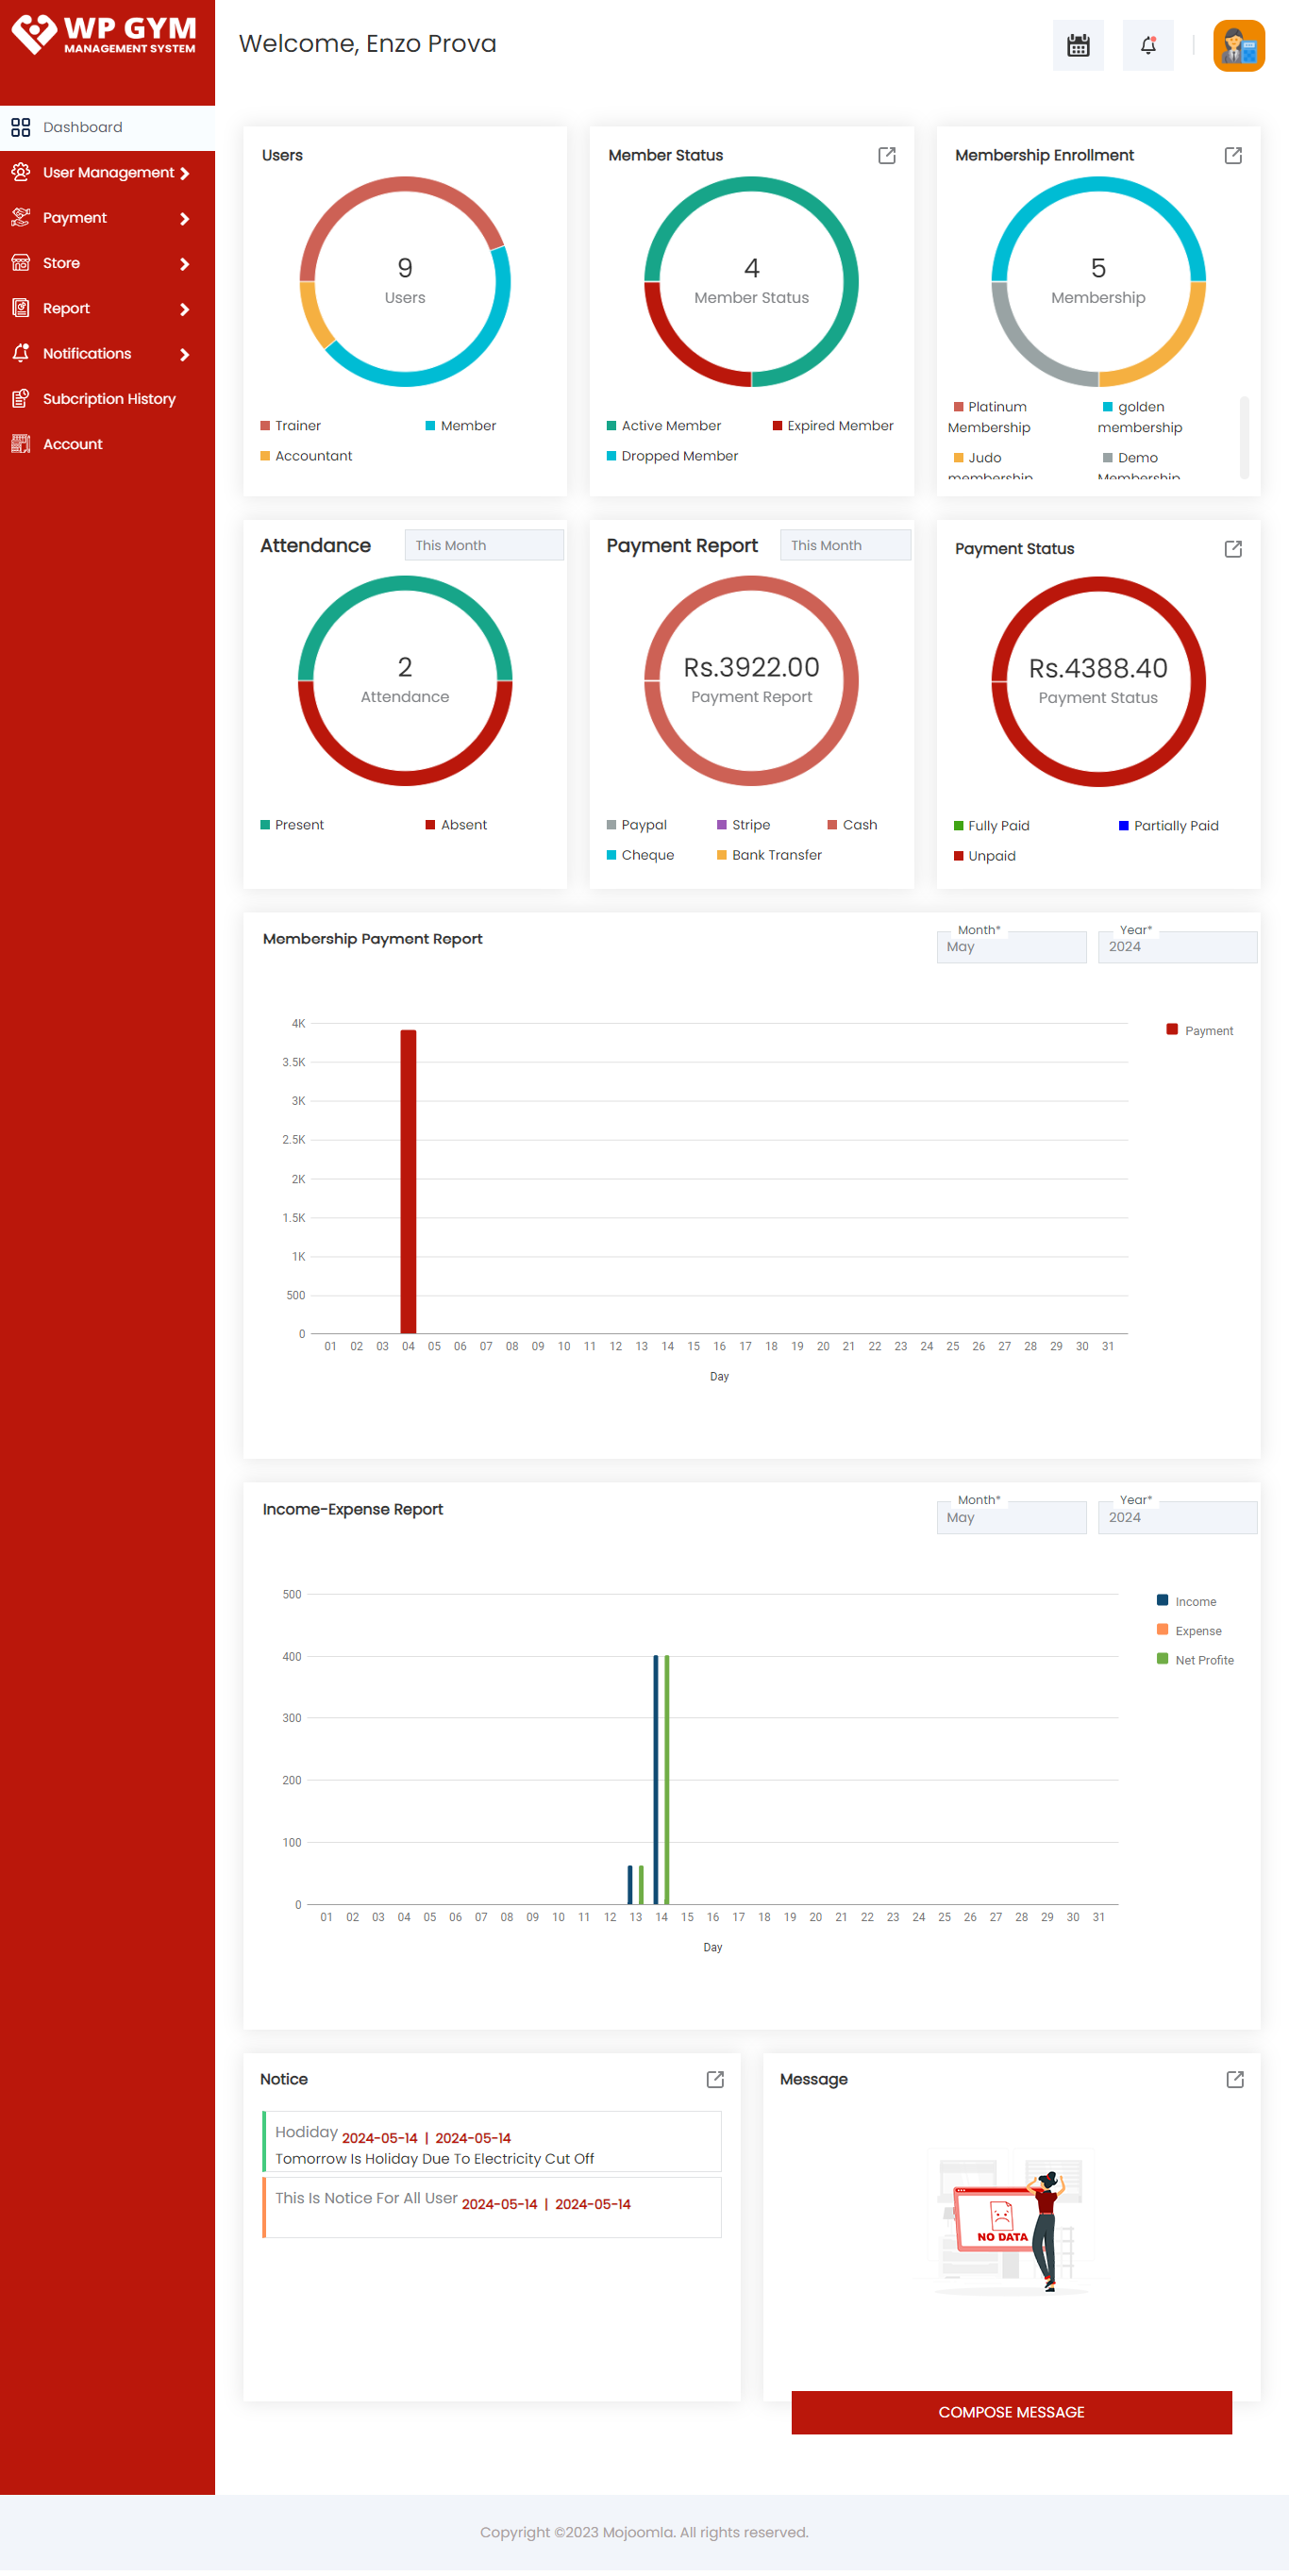 WP GYM
MANAGEMENT SYSTEM
Welcome, Enzo Prova
Dashboard
User Management
Payment
Store
Report
Notifications
Subcription History
Account
Users
9
Users
Trainer
Member
Accountant
Member Status
4
Member Status
Active Member
Expired Member
Dropped Member
Membership Enrollment
5
Membership
Platinum
Membership
golden
membership
Judo
membership
Demo
Membership
Attendance
This Month
2
Attendance
Present
Absent
Payment Report
This Month
Rs.3922.00
Payment Report
Paypal
Stripe
Cash
Cheque
Bank Transfer
Payment Status
Rs.4388.40
Payment Status
Fully Paid
Partially Paid
Unpaid
Membership Payment Report
Month*
May
Year*
2024
4K
3.5K
3K
2.5K
2K
1.5K
1K
500
0
Payment
01 02 03 04 05 06 07 08 09 10 11 12 13 14 15 16 17 18 19 20 21 22 23 24 25 26 27 28 29 30 31
Day
Income-Expense Report
Month*
May
Year*
2024
500
400
300
200
100
0
Income
Expense
Net Profite
01 02 03 04 05 06 07 08 09 10 11 12 13 14 15 16 17 18 19 20 21 22 23 24 25 26 27 28 29 30 31
Day
Notice
Hodiday 2024-05-14 | 2024-05-14
Tomorrow Is Holiday Due To Electricity Cut Off
This Is Notice For All User 2024-05-14 | 2024-05-14
Message
NO DATA
COMPOSE MESSAGE
Copyright ©2023 Mojoomla. All rights reserved.